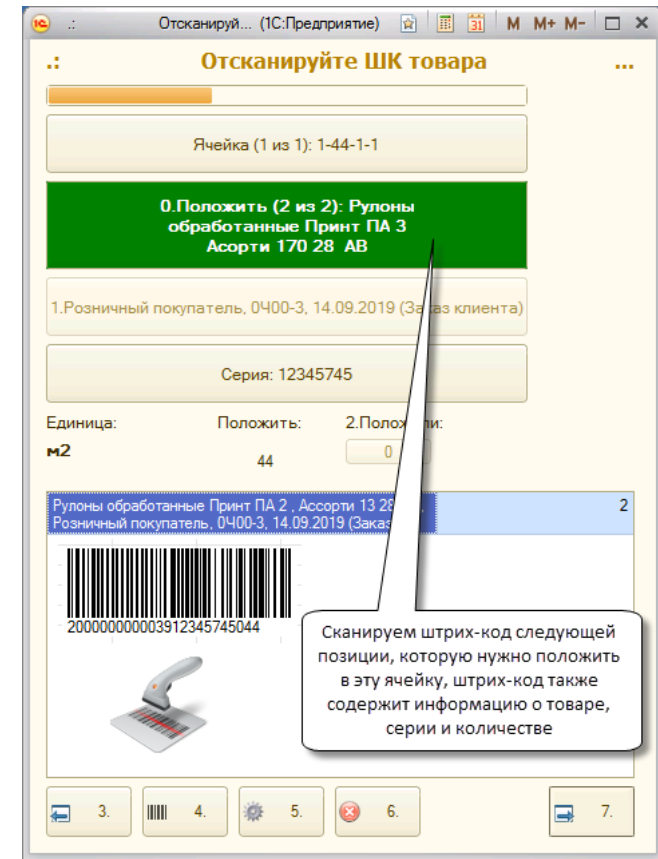 .: Отсканируй... (1С:Предприятие) 31 M M+ M-
.: Отсканируйте ШК товара ...
Ячейка (1 из 1): 1-44-1-1
0.Положить (2 из 2): Рулоны
обработанные Принт ПА 3
Асорти 170 28 АВ
1.Розничный покупатель, 0Ч00-3, 14.09.2019 (Заказ клиента)
Серия: 12345745
Единица: Положить: 2.Положили:
м2 44 0
Рулоны обработанные Принт ПА 2 , Ассорти 13 28 2
Розничный покупатель, 0Ч00-3, 14.09.2019 (Заказ
200000000003912345745044
Сканируем штрих-код следующей
позиции, которую нужно положить
в эту ячейку, штрих-код также
содержит информацию о товаре,
серии и количестве
3. 4. 5. 6. 7.